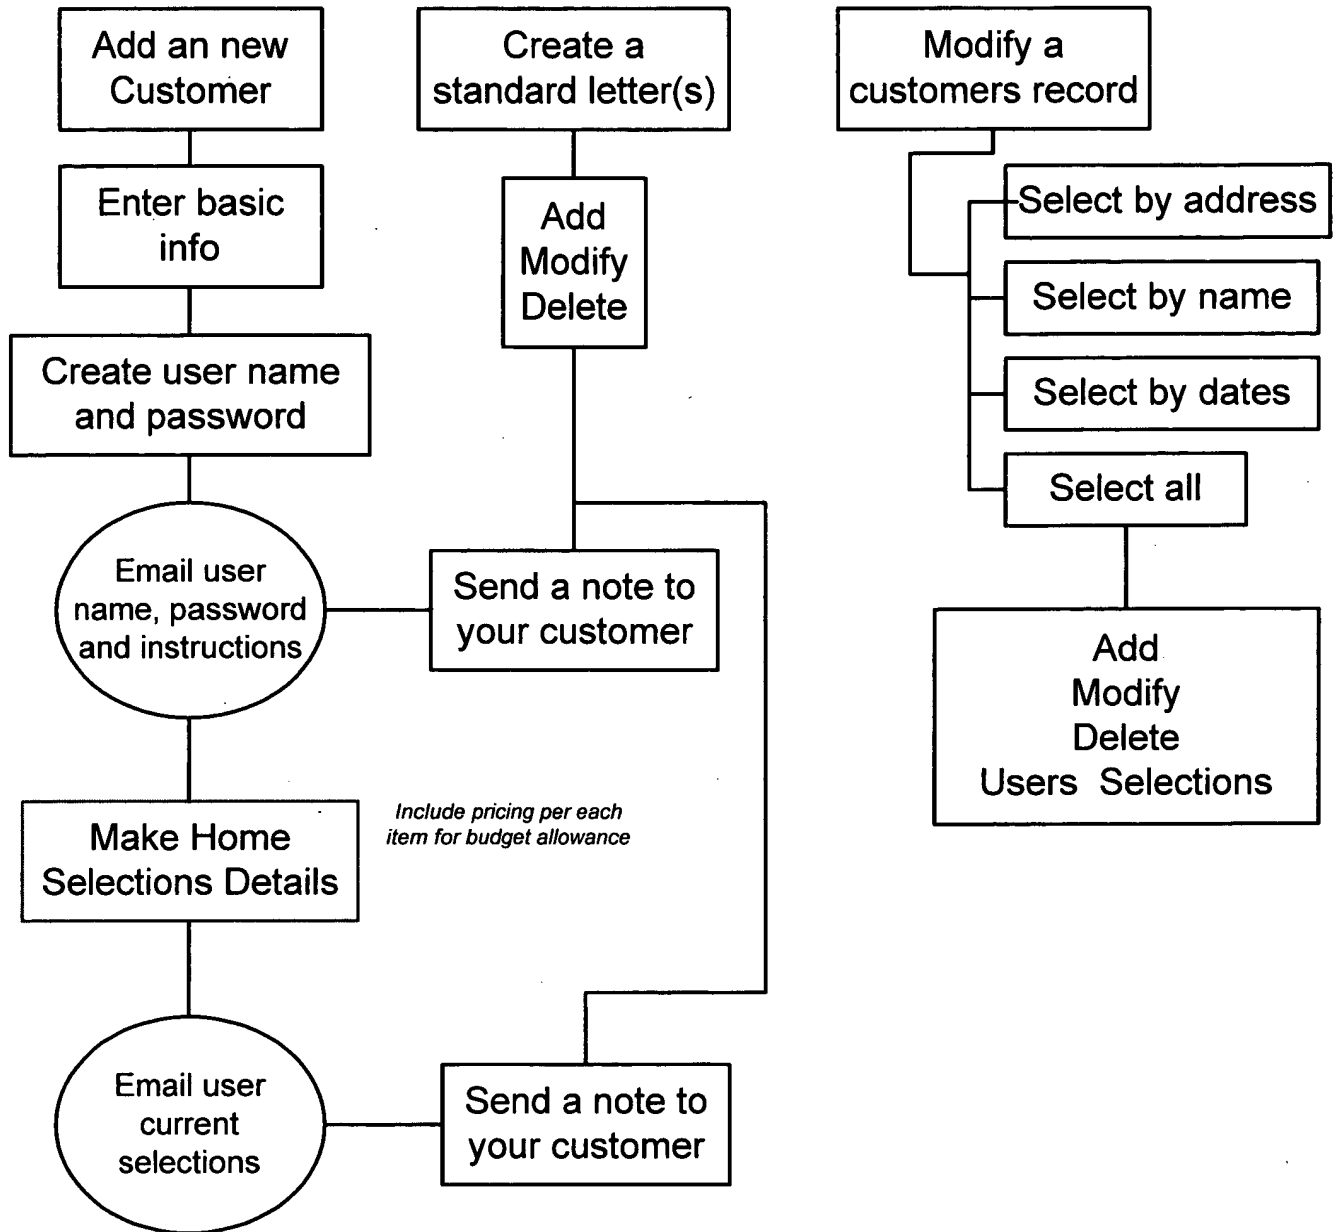 Add an new
Customer
Enter basic
info
Create user name
and password
Email user
name, password
and instructions
Make Home
Selections Details
Email user
current
selections
Create a
standard letter(s)
Add
Modify
Delete
Send a note to
your customer
Include pricing per each
item for budget allowance
Send a note to
your customer
Modify a
customers record
Select by address
Select by name
Select by dates
Select all
Add
Modify
Delete
Users Selections